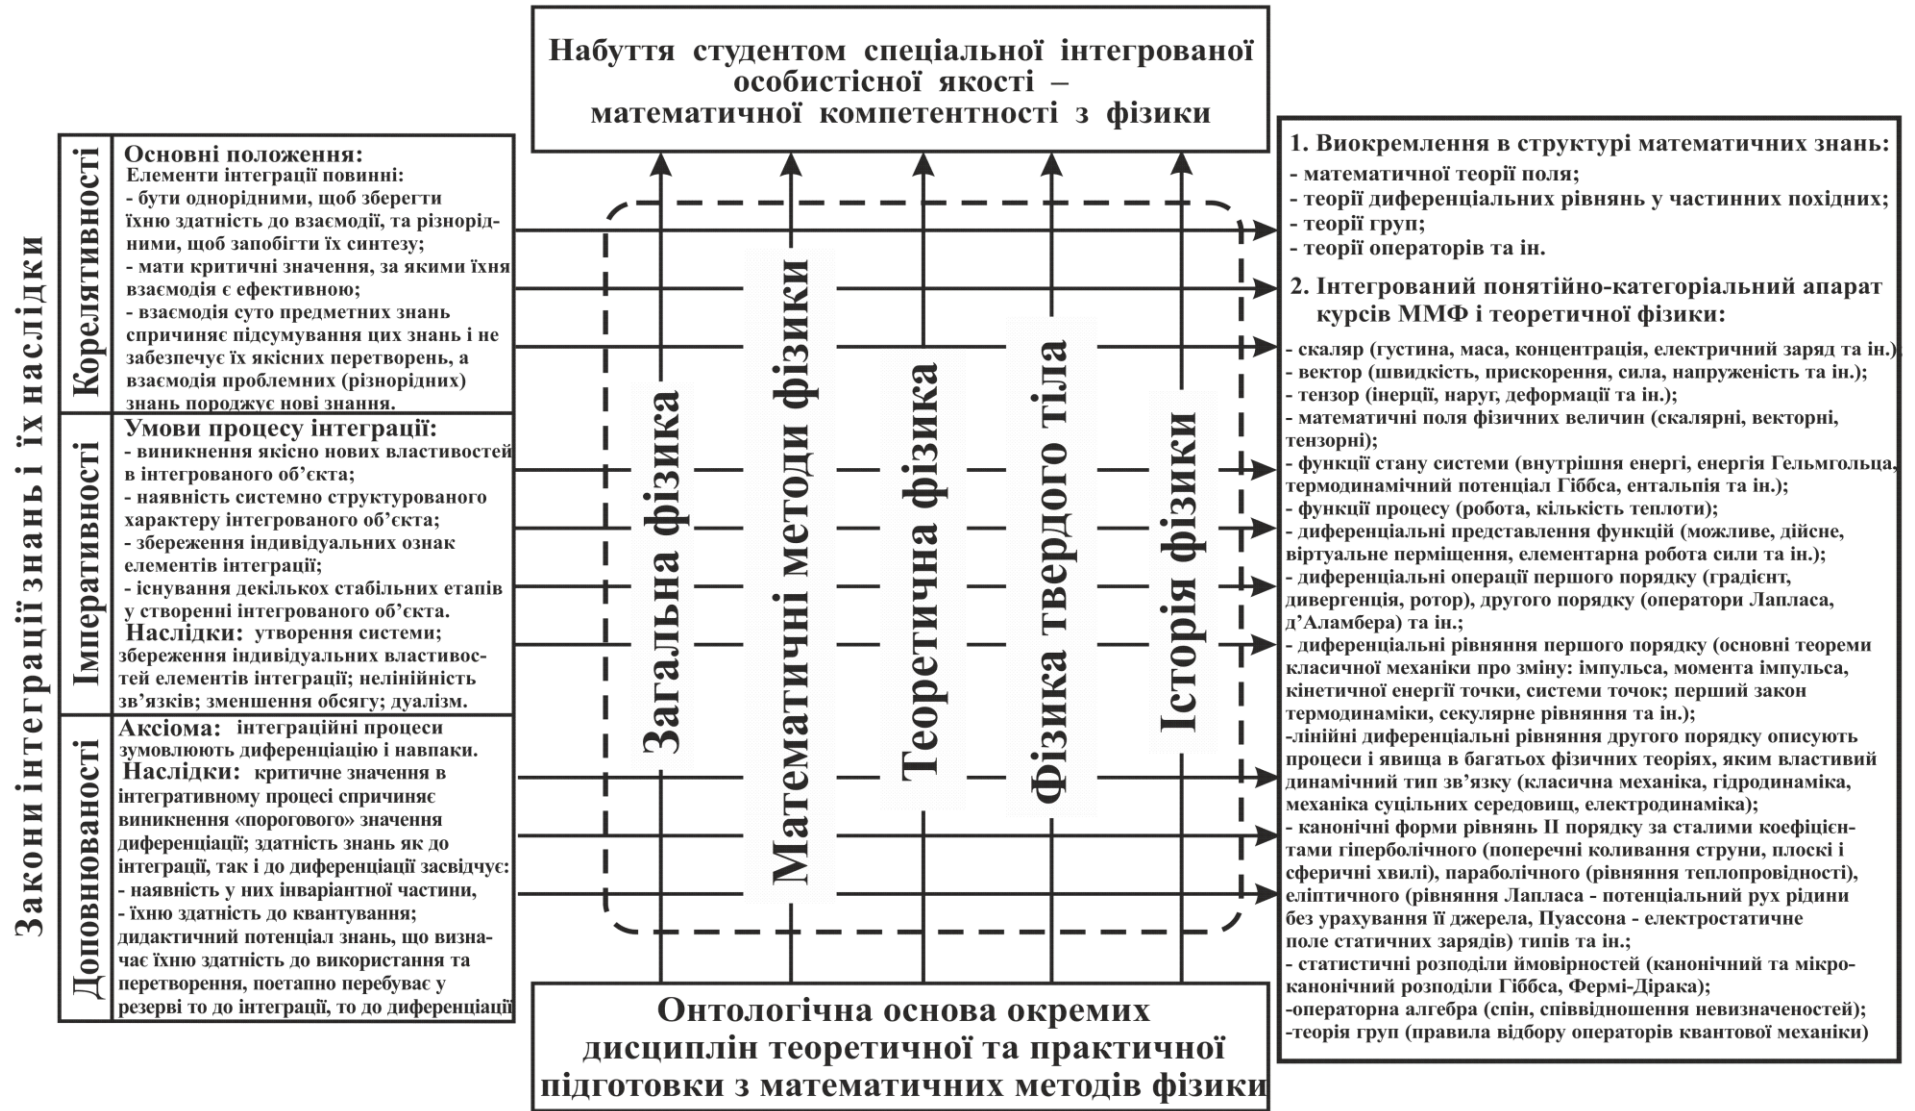 Набуття студентом спеціальної інтегрованої
особистісної якості –
математичної компетентності з фізики
Закони інтеграції знань і їх наслідки
Корелятивності
Основні положення:
Елементи інтеграції повинні:
- бути однорідними, щоб зберегти
їхню здатність до взаємодії, та різнорід-
ними, щоб запобігти їх синтезу;
- мати критичні значення, за якими їхня
взаємодія є ефективною;
- взаємодія суто предметних знань
спричиняє підсумування цих знань і не
забезпечує їх якісних перетворень, а
взаємодія проблемних (різнорідних)
знань породжує нові знання.
Імперативності
Умови процесу інтеграції:
- виникнення якісно нових властивостей
в інтегрованого об’єкта;
- наявність системно структурованого
характеру інтегрованого об’єкта;
- збереження індивідуальних ознак
елементів інтеграції;
- існування декількох стабільних етапів
у створенні інтегрованого об’єкта.
Наслідки: утворення системи;
збереження індивідуальних властивос-
тей елементів інтеграції; нелінійність
зв’язків; зменшення обсягу; дуалізм.
Доповнюваності
Аксіома: інтеграційні процеси
зумовлюють диференціацію і навпаки.
Наслідки: критичне значення в
інтегративному процесі спричиняє
виникнення «порогового» значення
диференціації; здатність знань як до
інтеграції, так і до диференціації засвідчує:
- наявність у них інваріантної частини,
- їхню здатність до квантування;
дидактичний потенціал знань, що визна-
чає їхню здатність до використання та
перетворення, поетапно перебуває у
резерві то до інтеграції, то до диференціації
Загальна фізика
Математичні методи фізики
Теоретична фізика
Фізика твердого тіла
Історія фізики
1. Виокремлення в структурі математичних знань:
- математичної теорії поля;
- теорії диференціальних рівнянь у частинних похідних;
- теорії груп;
- теорії операторів та ін.
2. Інтегрований понятійно-категоріальний апарат
курсів ММФ і теоретичної фізики:
- скаляр (густина, маса, концентрація, електричний заряд та ін.)
- вектор (швидкість, прискорення, сила, напруженість та ін.);
- тензор (інерції, наруг, деформації та ін.);
- математичні поля фізичних величин (скалярні, векторні,
тензорні);
- функції стану системи (внутрішня енергі, енергія Гельмгольца,
термодинамічний потенціал Гіббса, ентальпія та ін.);
- функції процесу (робота, кількість теплоти);
- диференціальні представлення функцій (можливе, дійсне,
віртуальне перміщення, елементарна робота сили та ін.);
- диференціальні операції першого порядку (градієнт,
дивергенція, ротор), другого порядку (оператори Лапласа,
д’Аламбера) та ін.;
- диференціальні рівняння першого порядку (основні теореми
класичної механіки про зміну: імпульса, момента імпульса,
кінетичної енергії точки, системи точок; перший закон
термодинаміки, секулярне рівняння та ін.);
-лінійні диференціальні рівняння другого порядку описують
процеси і явища в багатьох фізичних теоріях, яким властивий
динамічний тип зв’язку (класична механіка, гідродинаміка,
механіка суцільних середовищ, електродинаміка);
- канонічні форми рівнянь II порядку за сталими коефіцієн-
тами гіперболічного (поперечні коливання струни, плоскі і
сферичні хвилі), параболічного (рівняння теплопровідності),
еліптичного (рівняння Лапласа - потенціальний рух рідини
без урахування її джерела, Пуассона - електростатичне
поле статичних зарядів) типів та ін.;
- статистичні розподіли ймовірностей (канонічний та мікро-
канонічний розподіли Гіббса, Фермі-Дірака);
-операторна алгебра (спін, співвідношення невизначеностей);
-теорія груп (правила відбору операторів квантової механіки)
Онтологічна основа окремих
дисциплін теоретичної та практичної
підготовки з математичних методів фізики